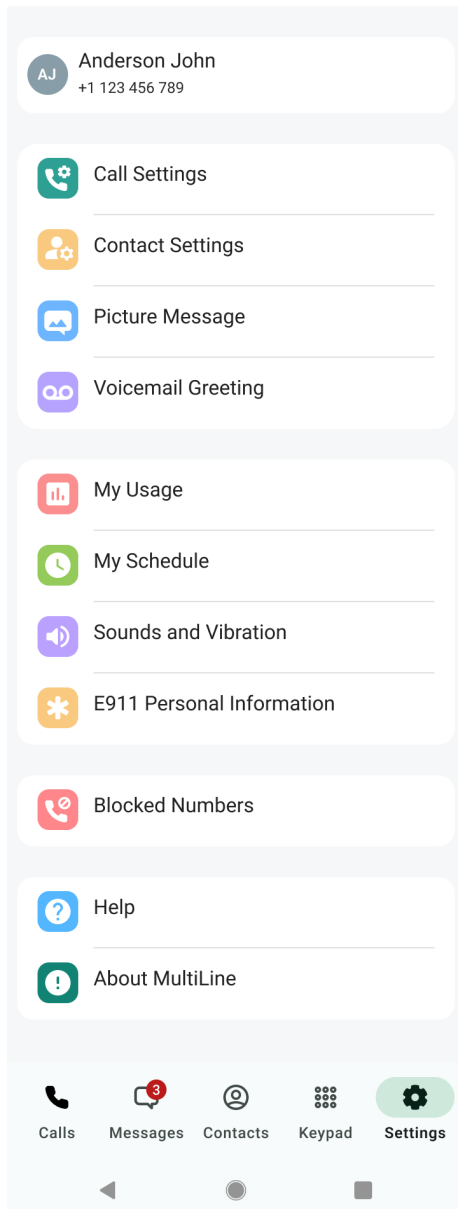 AJ
Anderson John
+1 123 456 789
Call Settings
Contact Settings
Picture Message
Voicemail Greeting
My Usage
My Schedule
Sounds and Vibration
E911 Personal Information
Blocked Numbers
Help
About MultiLine
3
Calls Messages Contacts Keypad Settings